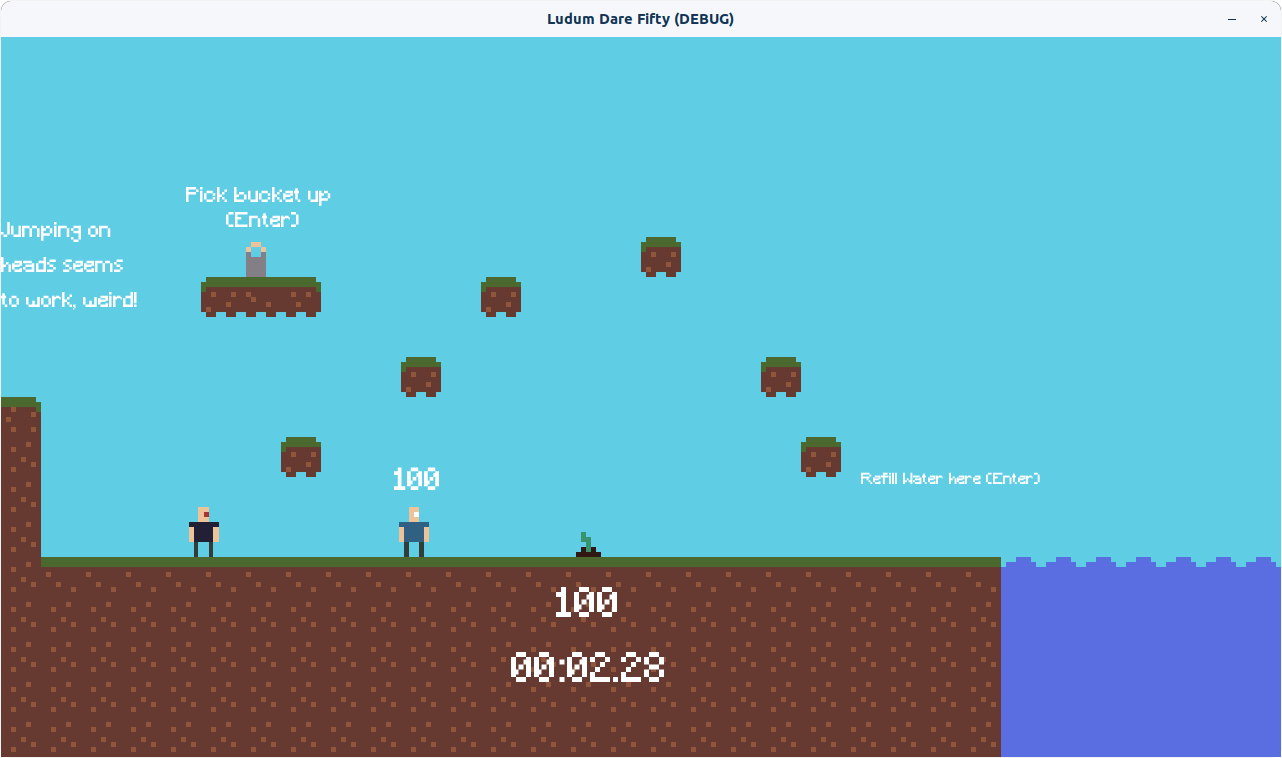 Ludum Dare Fifty (DEBUG)
Pick bucket up
(Enter)
Jumping on
heads seems
to work, weird!
100
Refill Water here (Enter)
100
00:02.28